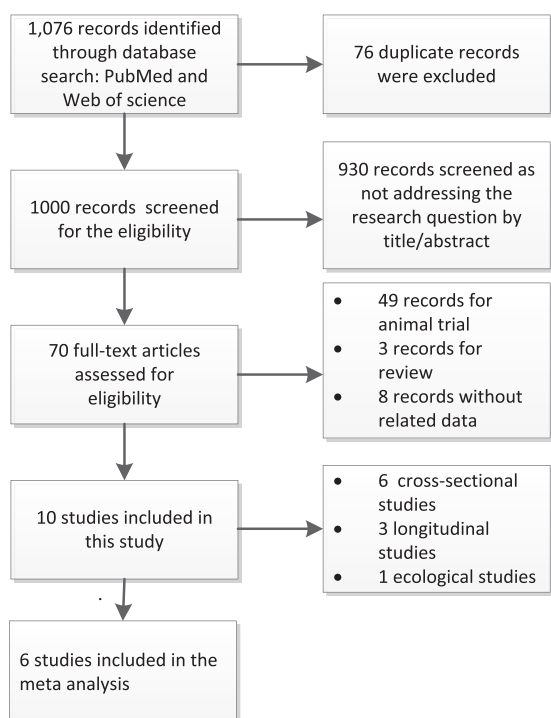 1,076 records identified
through database
search: PubMed and
Web of science
76 duplicate records
were excluded
1000 records screened
for the eligibility
930 records screened as
not addressing the
research question by
title/abstract
70 full-text articles
assessed for
eligibility
• 49 records for
animal trial
• 3 records for
review
• 8 records without
related data
10 studies included in
this study
• 6 cross-sectional
studies
• 3 longitudinal
studies
• 1 ecological studies
6 studies included in the
meta analysis